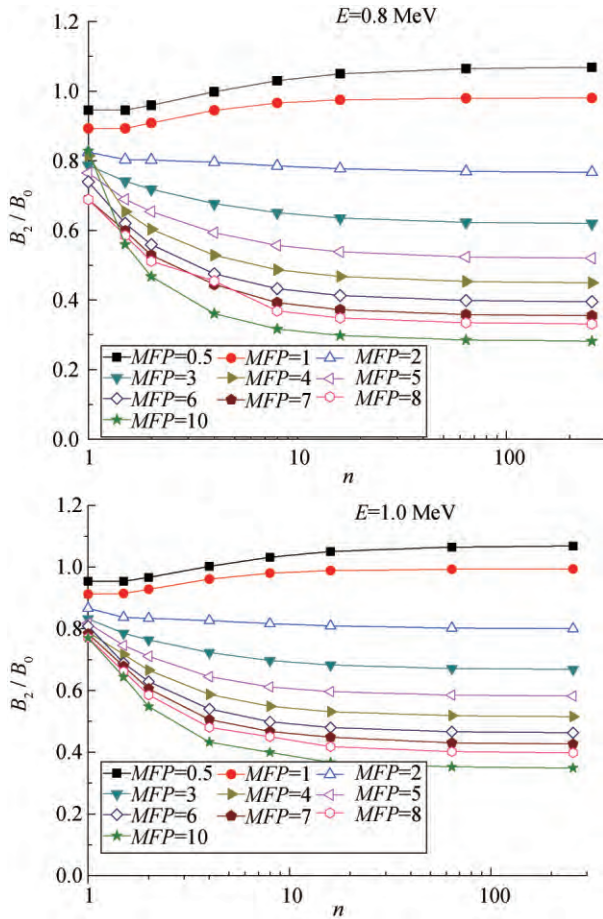 E=0.8 MeV
1.2
1.0
0.8
0.6
0.4
0.2
0.0
B₂ / B₀
MFP=0.5 MFP=1 MFP=2
MFP=3 MFP=4 MFP=5
MFP=6 MFP=7 MFP=8
MFP=10
1 10 100
n
E=1.0 MeV
1.2
1.0
0.8
0.6
0.4
0.2
0.0
B₂ / B₀
MFP=0.5 MFP=1 MFP=2
MFP=3 MFP=4 MFP=5
MFP=6 MFP=7 MFP=8
MFP=10
1 10 100
n